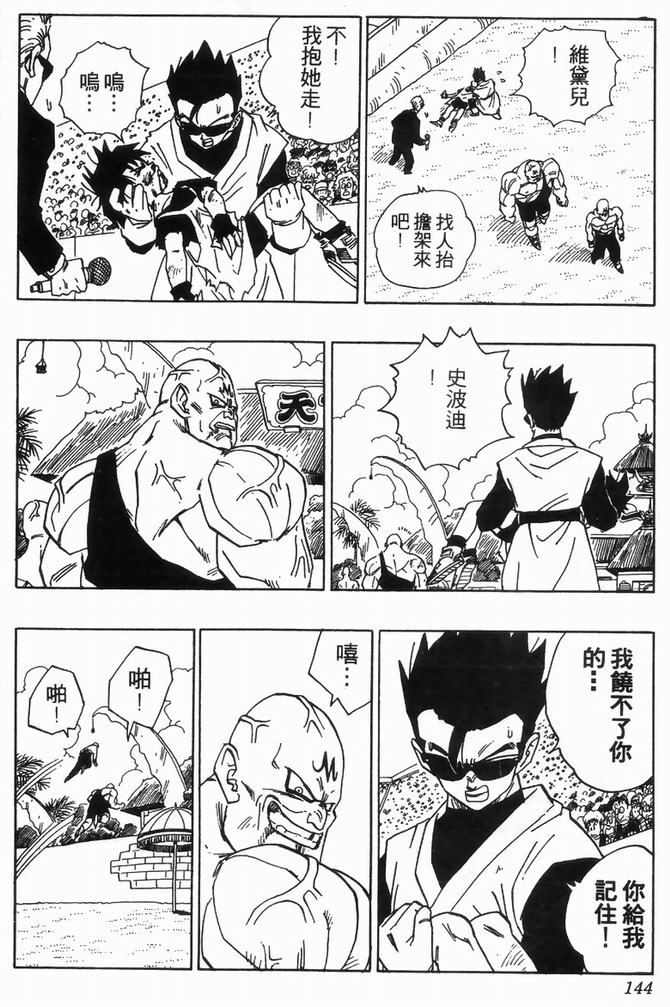 維黛兒
！
找人抬
擔架來
吧！
不！
我抱她走！
嗚…
嗚…
史波迪
！
天
我饒不了你
的…
你給我
記住！
嘻…
啪！
啪！
144